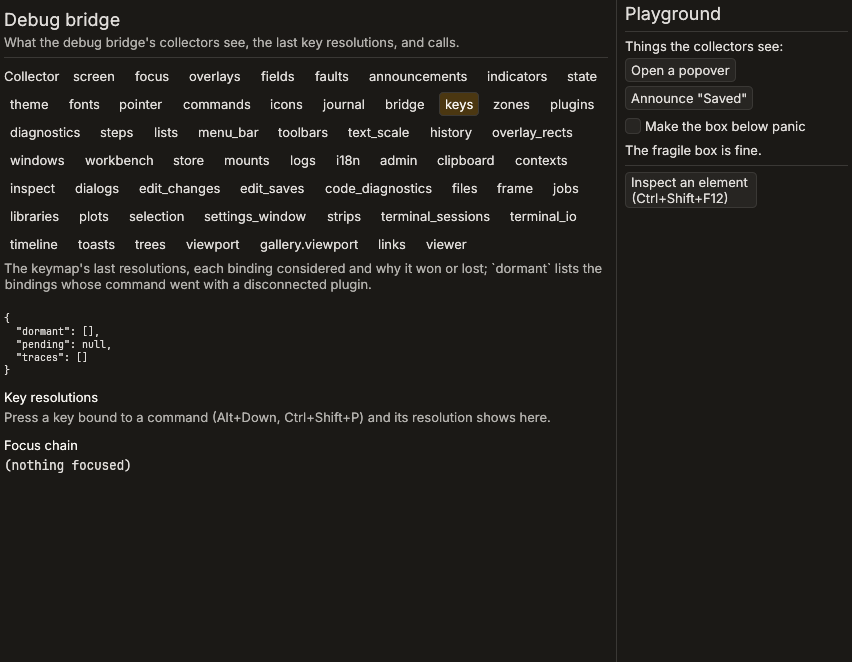 Debug bridge
What the debug bridge's collectors see, the last key resolutions, and calls.
Collector screen focus overlays fields faults announcements indicators state
theme fonts pointer commands icons journal bridge keys zones plugins
diagnostics steps lists menu_bar toolbars text_scale history overlay_rects
windows workbench store mounts logs i18n admin clipboard contexts
inspect dialogs edit_changes edit_saves code_diagnostics files frame jobs
libraries plots selection settings_window strips terminal_sessions terminal_io
timeline toasts trees viewport gallery.viewport links viewer
The keymap's last resolutions, each binding considered and why it won or lost; `dormant` lists the
bindings whose command went with a disconnected plugin.
{
  "dormant": [],
  "pending": null,
  "traces": []
}
Key resolutions
Press a key bound to a command (Alt+Down, Ctrl+Shift+P) and its resolution shows here.
Focus chain
(nothing focused)
Playground
Things the collectors see:
Open a popover
Announce "Saved"
Make the box below panic
The fragile box is fine.
Inspect an element
(Ctrl+Shift+F12)